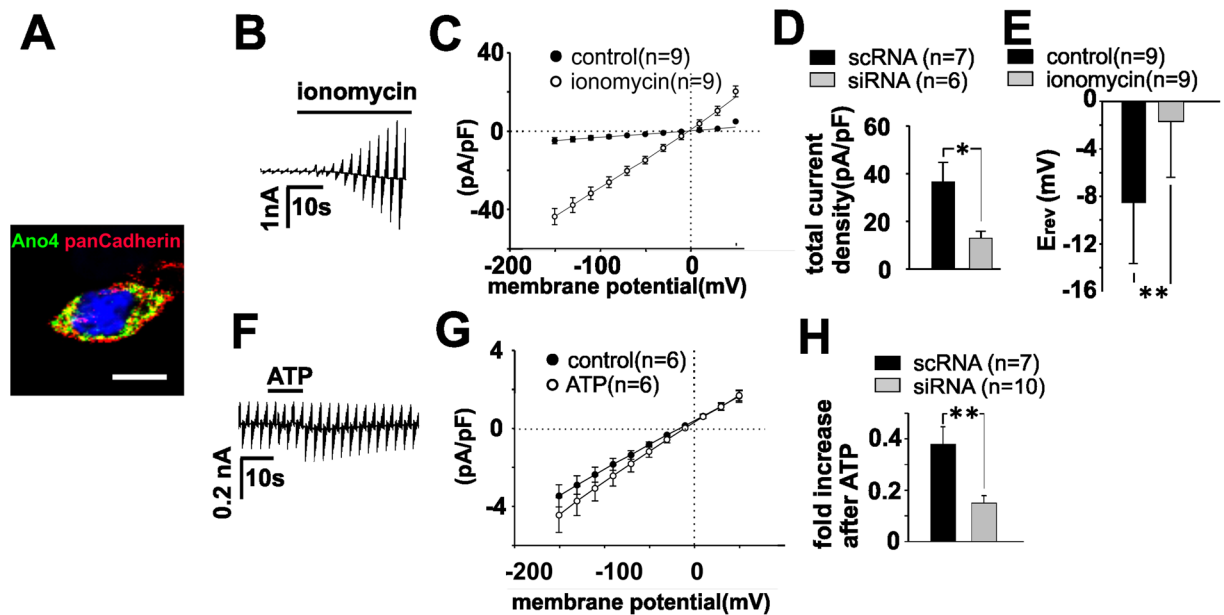 A
Ano4 panCadherin
B
ionomycin
1nA
10s
C
control(n=9)
ionomycin(n=9)
40
0
-40
(pA/pF)
-200
-100
0
membrane potential(mV)
D
scRNA (n=7)
siRNA (n=6)
60
40
20
0
total current
density(pA/pF)
*
E
control(n=9)
ionomycin(n=9)
0
-4
-8
-12
-16
Erev (mV)
**
F
ATP
0.2 nA
10s
G
control(n=6)
ATP(n=6)
4
0
-4
(pA/pF)
-200
-100
0
membrane potential(mV)
H
scRNA (n=7)
siRNA (n=10)
0.4
0.2
0
fold increase
after ATP
**